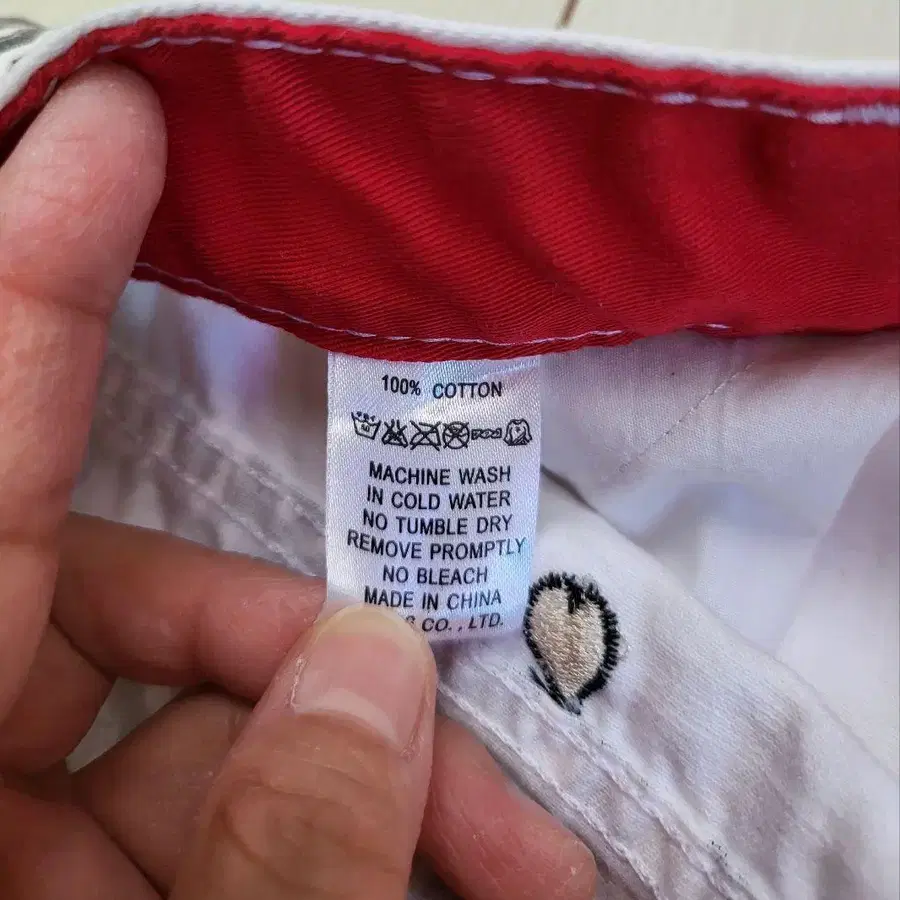 100% COTTON
MACHINE WASH
IN COLD WATER
NO TUMBLE DRY
REMOVE PROMPTLY
NO BLEACH
MADE IN CHINA
CO., LTD.